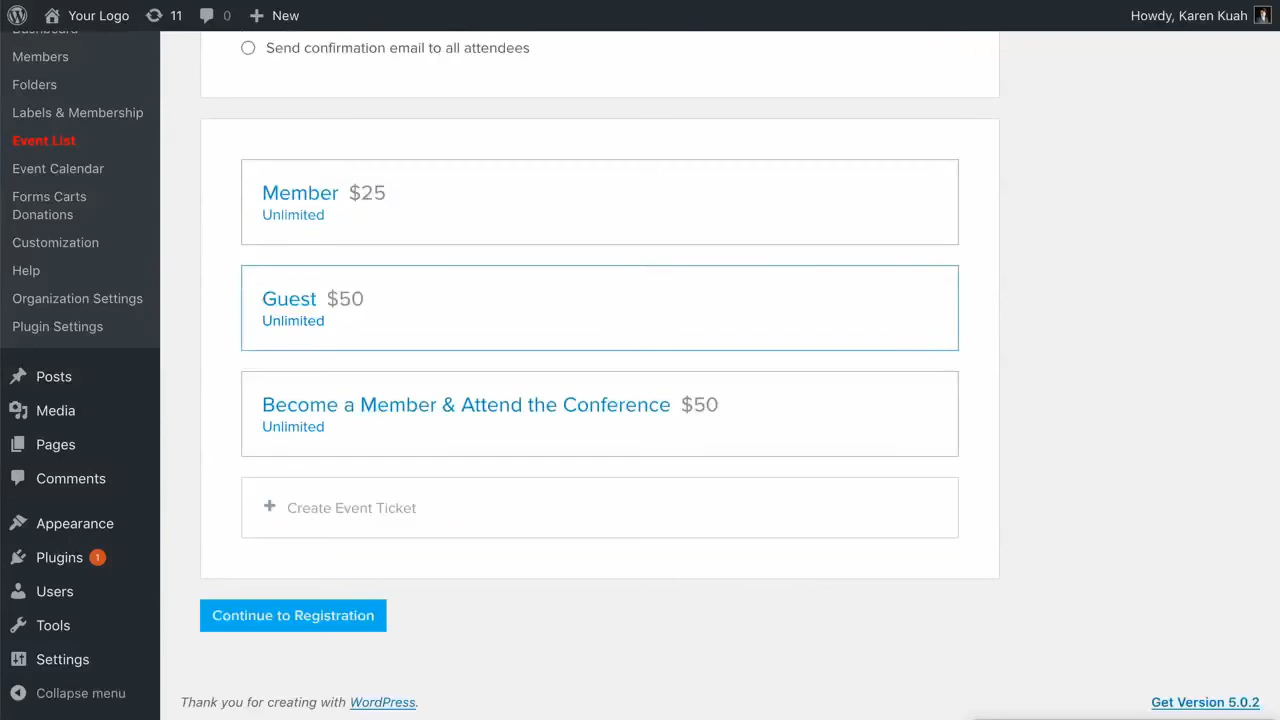 Your Logo 11 0 New Howdy, Karen Kuah
Dashboard
Members
Folders
Labels & Membership
Event List
Event Calendar
Forms Carts
Donations
Customization
Help
Organization Settings
Plugin Settings
Posts
Media
Pages
Comments
Appearance
Plugins 1
Users
Tools
Settings
Collapse menu
Send confirmation email to all attendees
Member $25
Unlimited
Guest $50
Unlimited
Become a Member & Attend the Conference $50
Unlimited
+ Create Event Ticket
Continue to Registration
Thank you for creating with WordPress.
Get Version 5.0.2